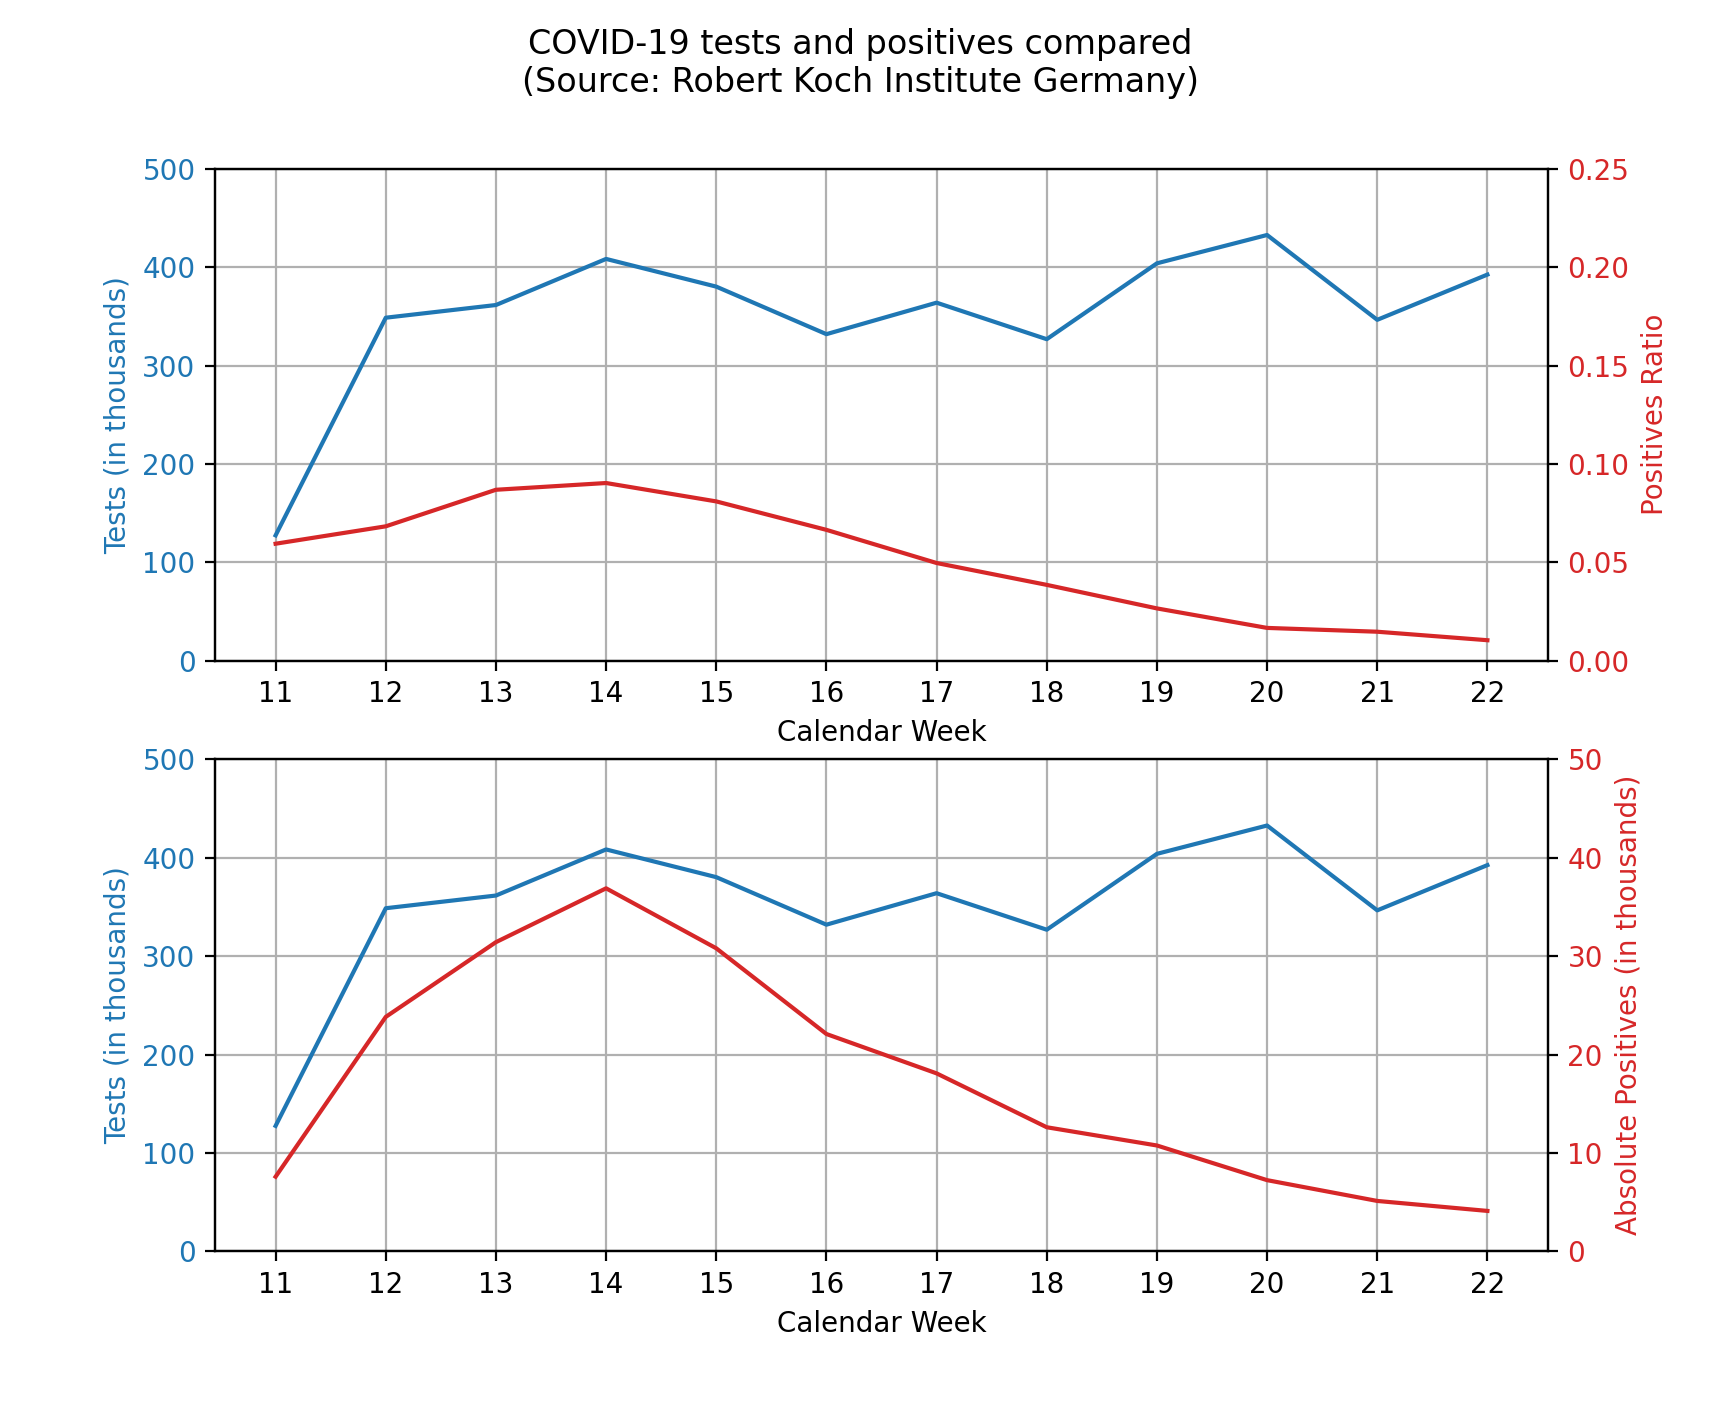 COVID-19 tests and positives compared
(Source: Robert Koch Institute Germany)
500
400
300
200
100
0
Tests (in thousands)
0.25
0.20
0.15
0.10
0.05
0.00
Positives Ratio
11 12 13 14 15 16 17 18 19 20 21 22
Calendar Week
500
400
300
200
100
0
Tests (in thousands)
50
40
30
20
10
0
Absolute Positives (in thousands)
11 12 13 14 15 16 17 18 19 20 21 22
Calendar Week